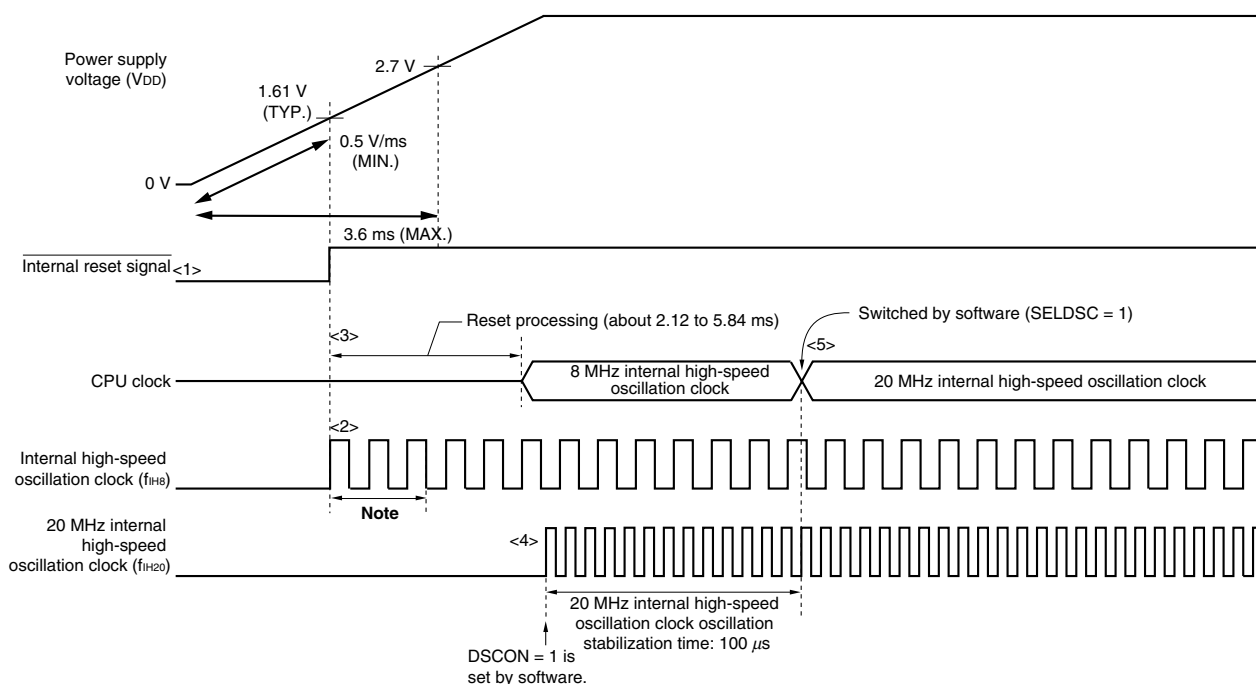 Power supply
voltage (VDD)
2.7 V
1.61 V
(TYP.)
0.5 V/ms
(MIN.)
0 V
3.6 ms (MAX.)
Internal reset signal
<1>
Reset processing (about 2.12 to 5.84 ms)
Switched by software (SELDSC = 1)
<3>
<5>
CPU clock
8 MHz internal high-speed
oscillation clock
20 MHz internal high-speed oscillation clock
<2>
Internal high-speed
oscillation clock (fIH8)
Note
20 MHz internal
high-speed
oscillation clock (fIH20)
<4>
20 MHz internal high-speed
oscillation clock oscillation
stabilization time: 100 μs
DSCON = 1 is
set by software.